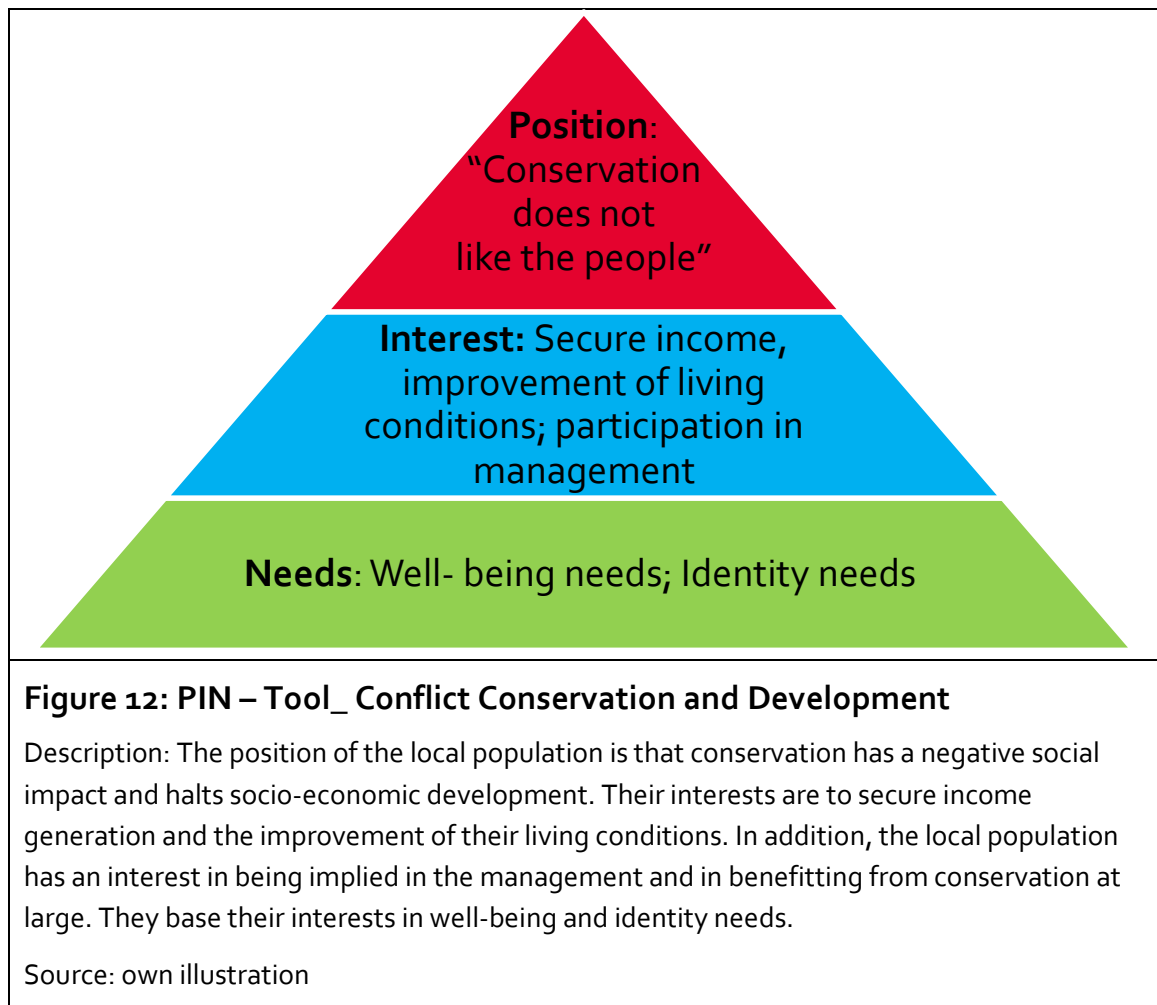 Position:
“Conservation
does not
like the people”
Interest: Secure income,
improvement of living
conditions; participation in
management
Needs: Well- being needs; Identity needs
Figure 12: PIN – Tool_ Conflict Conservation and Development
Description: The position of the local population is that conservation has a negative social
impact and halts socio-economic development. Their interests are to secure income
generation and the improvement of their living conditions. In addition, the local population
has an interest in being implied in the management and in benefitting from conservation at
large. They base their interests in well-being and identity needs.
Source: own illustration